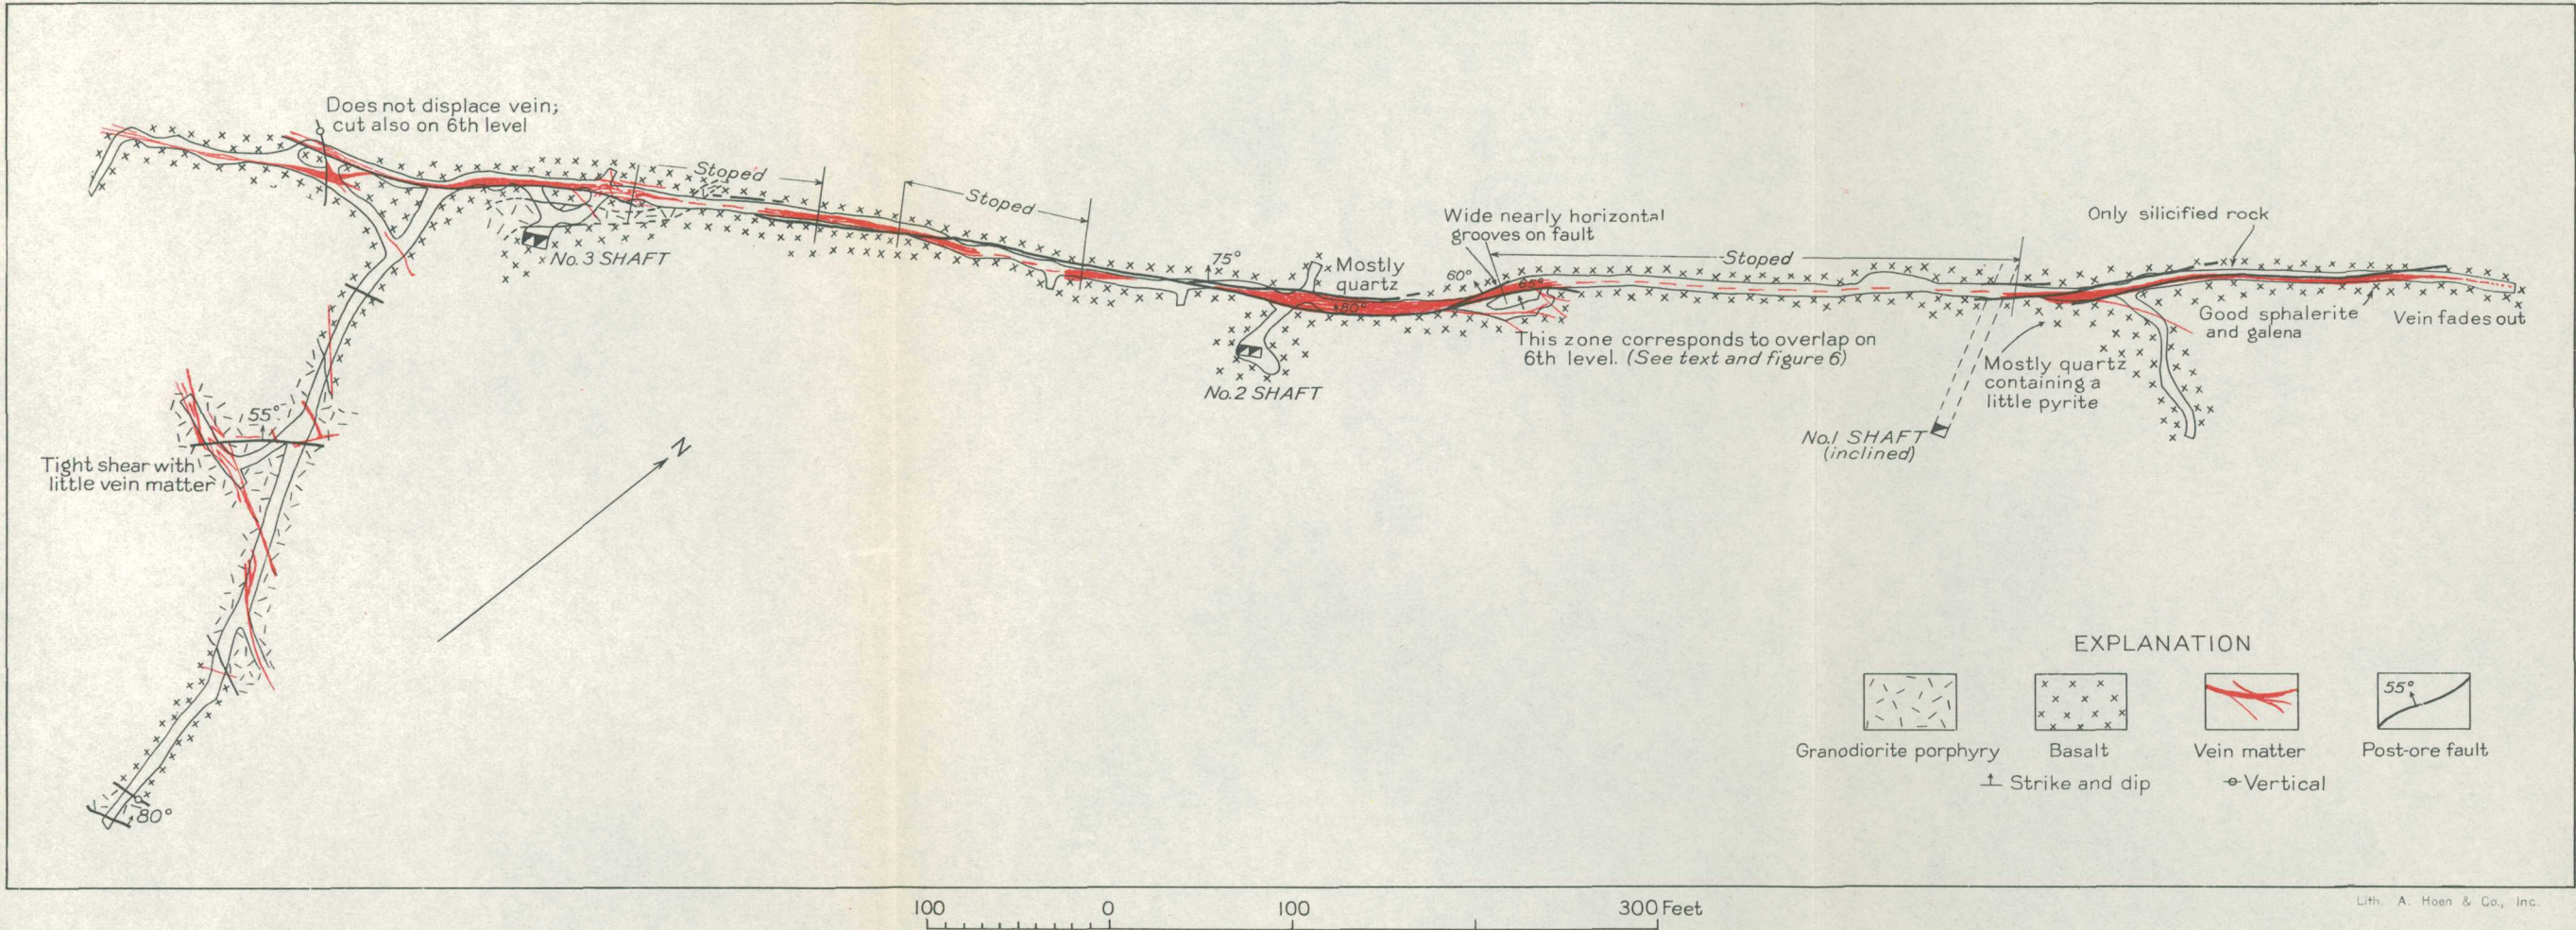 Does not displace vein;
cut also on 6th level
Stoped
Stoped
No. 3 SHAFT
75°
Mostly
quartz
80°
No. 2 SHAFT
Wide nearly horizontal
grooves on fault
60°
65°
Stoped
This zone corresponds to overlap on
6th level. (See text and figure 6)
Only silicified rock
Good sphalerite
and galena
Vein fades out
Mostly quartz
containing a
little pyrite
No. 1 SHAFT
(inclined)
55°
Tight shear with
little vein matter
N
80°
EXPLANATION
Granodiorite porphyry
Basalt
Vein matter
55°
Post-ore fault
Strike and dip
Vertical
100 0 100 300 Feet
Lith. A. Hoen & Co., Inc.